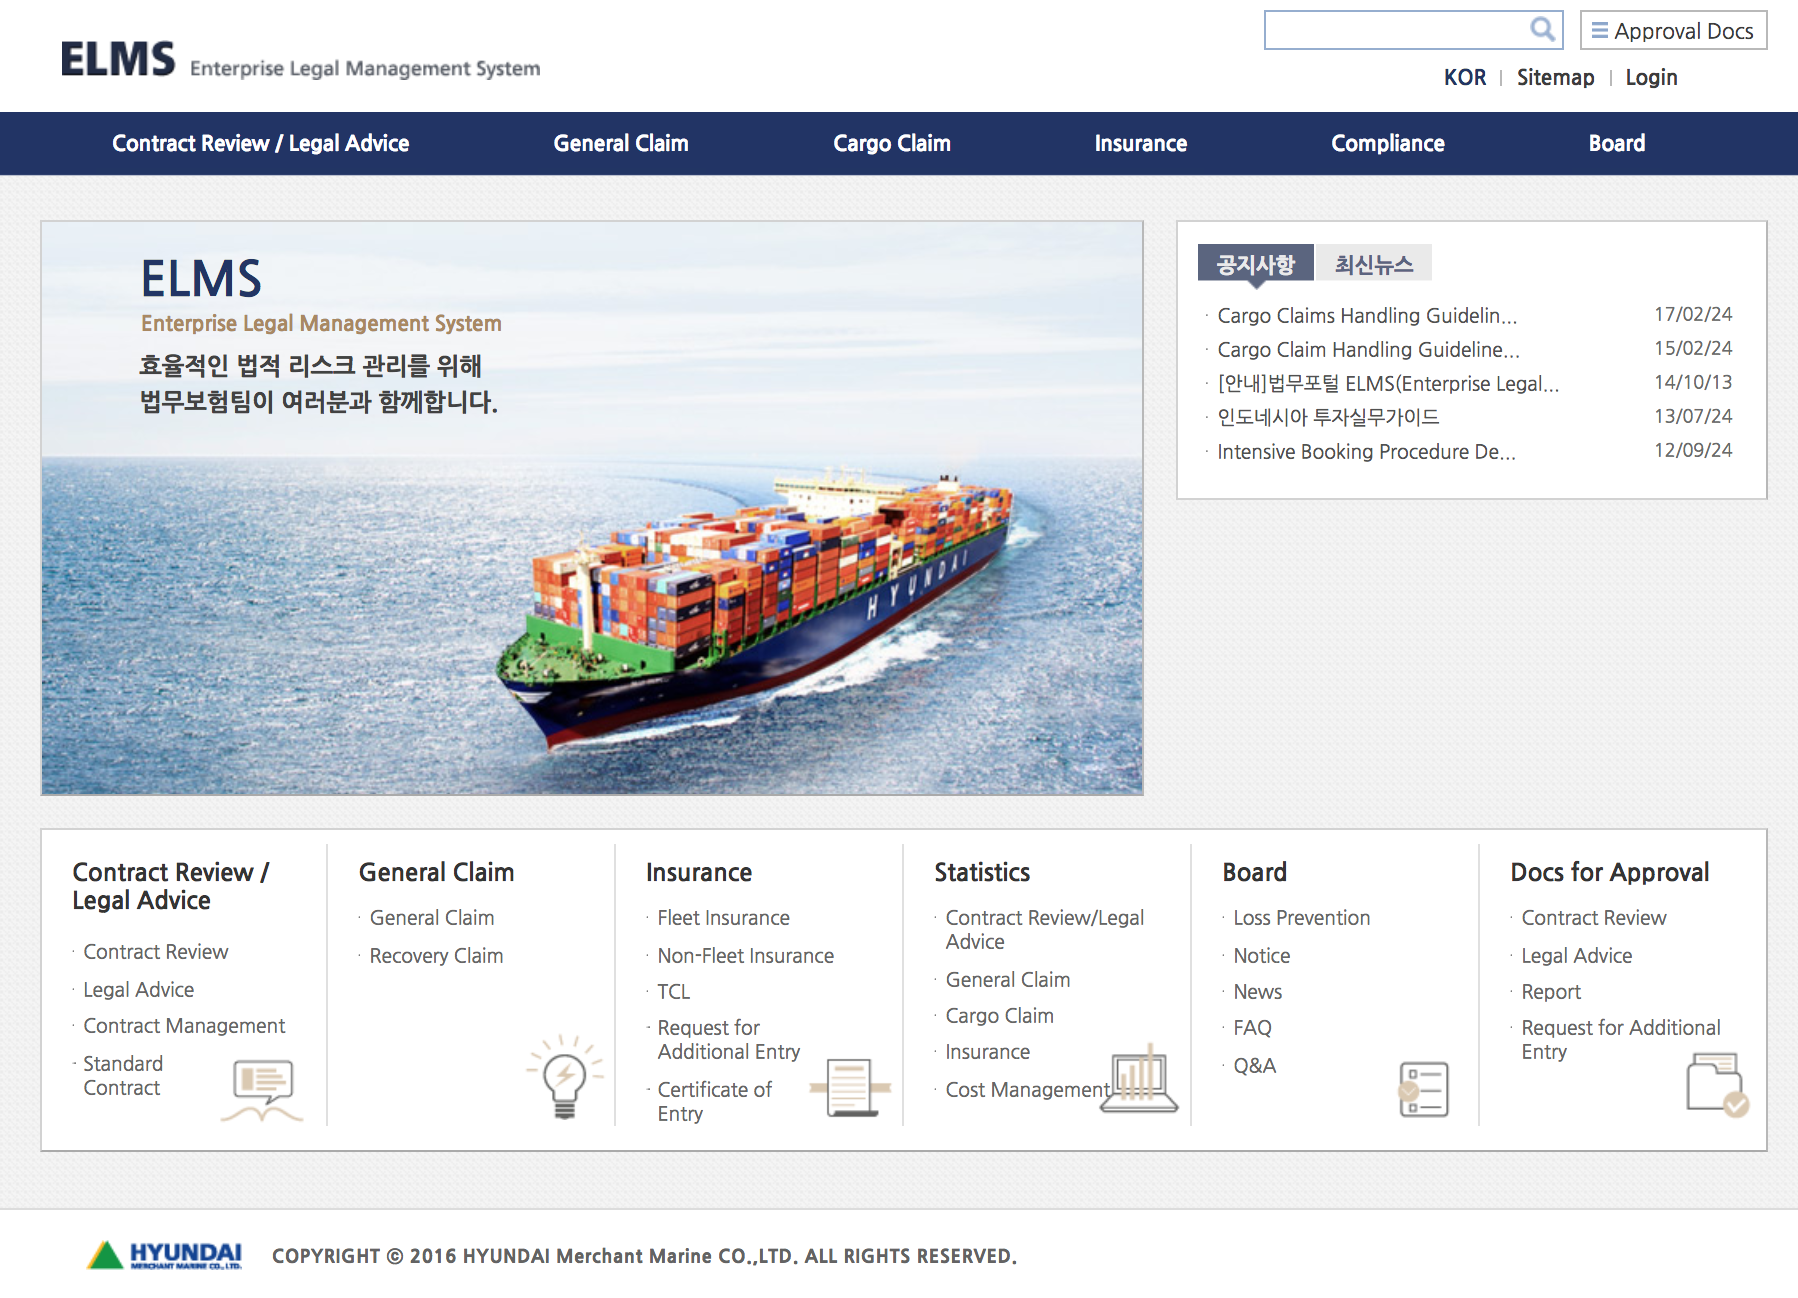 ELMS Enterprise Legal Management System
Approval Docs
KOR | Sitemap | Login
Contract Review / Legal Advice
General Claim
Cargo Claim
Insurance
Compliance
Board
ELMS
Enterprise Legal Management System
효율적인 법적 리스크 관리를 위해
법무보험팀이 여러분과 함께합니다.
HYUNDAI
공지사항
최신뉴스
Cargo Claims Handling Guidelin... 17/02/24
Cargo Claim Handling Guideline... 15/02/24
[안내]법무포털 ELMS(Enterprise Legal... 14/10/13
인도네시아 투자실무가이드 13/07/24
Intensive Booking Procedure De... 12/09/24
Contract Review /
Legal Advice
Contract Review
Legal Advice
Contract Management
Standard
Contract
General Claim
General Claim
Recovery Claim
Insurance
Fleet Insurance
Non-Fleet Insurance
TCL
Request for
Additional Entry
Certificate of
Entry
Statistics
Contract Review/Legal
Advice
General Claim
Cargo Claim
Insurance
Cost Management
Board
Loss Prevention
Notice
News
FAQ
Q&A
Docs for Approval
Contract Review
Legal Advice
Report
Request for Additional
Entry
HYUNDAI
MERCHANT MARINE CO., LTD.
COPYRIGHT © 2016 HYUNDAI Merchant Marine CO.,LTD. ALL RIGHTS RESERVED.